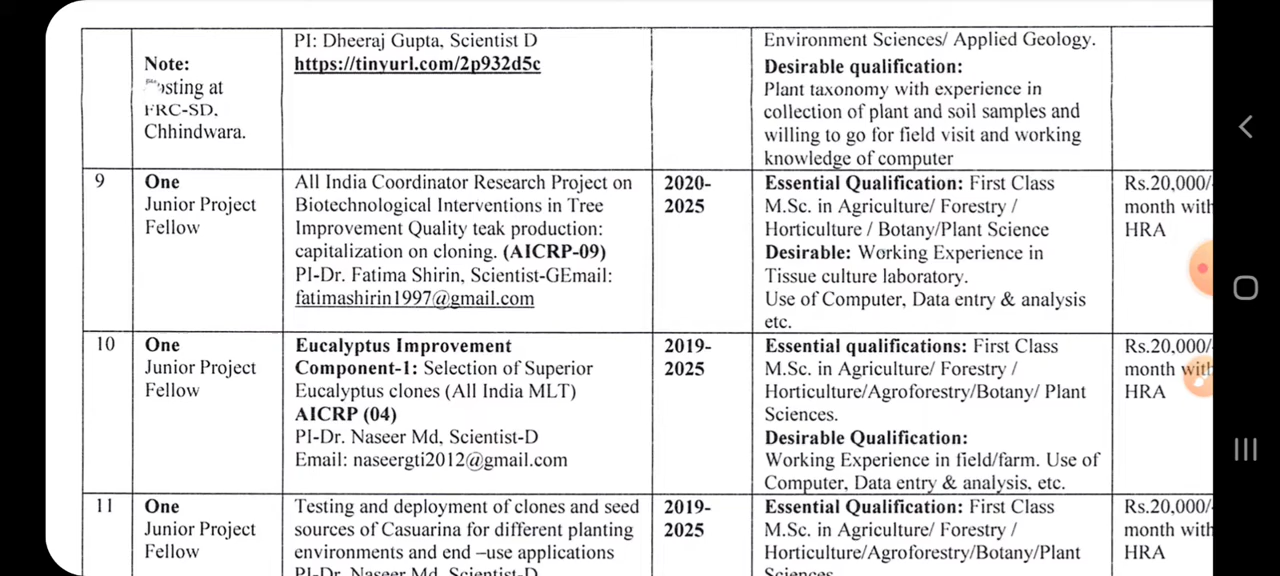 PI: Dheeraj Gupta, Scientist D
https://tinyurl.com/2p932d5c
Note:
osting at
FRC-SD,
Chhindwara.
Environment Sciences/ Applied Geology.
Desirable qualification:
Plant taxonomy with experience in
collection of plant and soil samples and
willing to go for field visit and working
knowledge of computer
9
One
Junior Project
Fellow
All India Coordinator Research Project on
Biotechnological Interventions in Tree
Improvement Quality teak production:
capitalization on cloning. (AICRP-09)
PI-Dr. Fatima Shirin, Scientist-GEmail:
fatimashirin1997@gmail.com
2020-
2025
Essential Qualification: First Class
M.Sc. in Agriculture/ Forestry /
Horticulture / Botany/Plant Science
Desirable: Working Experience in
Tissue culture laboratory.
Use of Computer, Data entry & analysis
etc.
Rs.20,000/-
month with
HRA
10
One
Junior Project
Fellow
Eucalyptus Improvement
Component-1: Selection of Superior
Eucalyptus clones (All India MLT)
AICRP (04)
PI-Dr. Naseer Md, Scientist-D
Email: naseergti2012@gmail.com
2019-
2025
Essential qualifications: First Class
M.Sc. in Agriculture/ Forestry /
Horticulture/Agroforestry/Botany/ Plant
Sciences.
Desirable Qualification:
Working Experience in field/farm. Use of
Computer, Data entry & analysis, etc.
Rs.20,000/-
month with
HRA
11
One
Junior Project
Fellow
Testing and deployment of clones and seed
sources of Casuarina for different planting
environments and end –use applications
PI-Dr. Naseer Md, Scientist-D
2019-
2025
Essential Qualification: First Class
M.Sc. in Agriculture/ Forestry /
Horticulture/Agroforestry/Botany/Plant
Sciences
Rs.20,000/-
month with
HRA